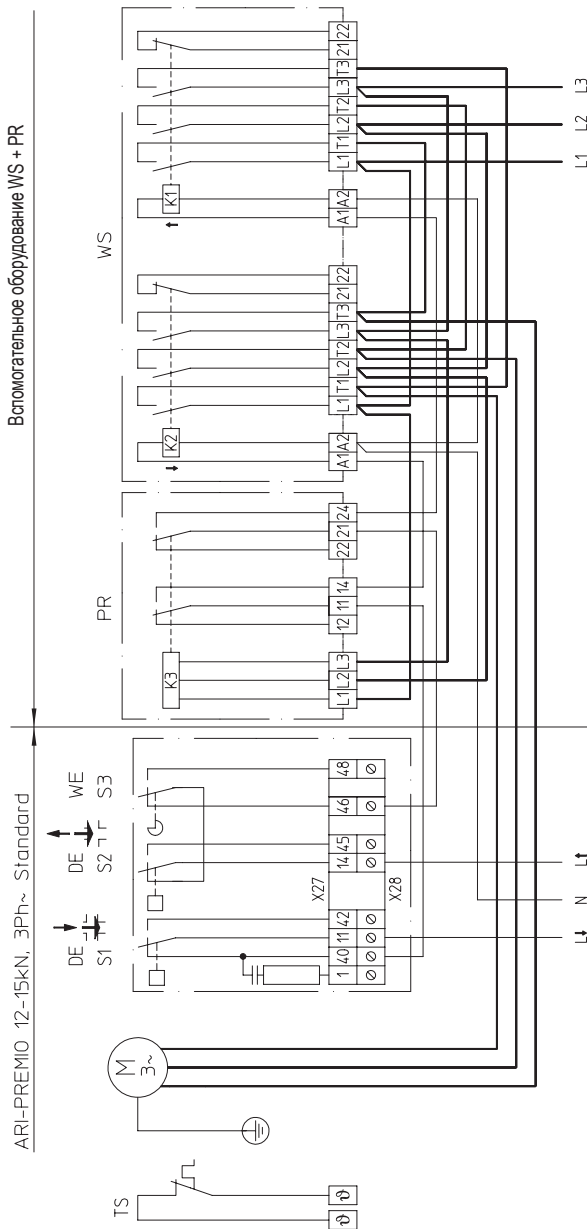 Вспомогательное оборудование WS + PR
ARI-PREMIO 12-15kN, 3Ph~ Standard
TS
M
3~
DE
S1
DE
S2
WE
S3
PR
WS
K3
K2
K1
1 40 11 42 14 45 46 48
X27
X28
L1 L2 L3
12 11 14
22 21 24
A1 A2
L1 T1 L2 T2 L3 T3 21 22
A1 A2
L1 T1 L2 T2 L3 T3 21 22
ϑ ϑ
L N L
L1 L2 L3